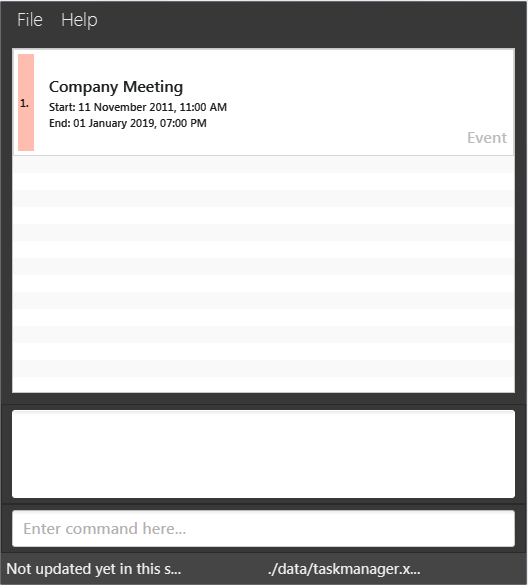 File Help
1.
Company Meeting
Start: 11 November 2011, 11:00 AM
End: 01 January 2019, 07:00 PM
Event
Enter command here...
Not updated yet in this s... ./data/taskmanager.x...